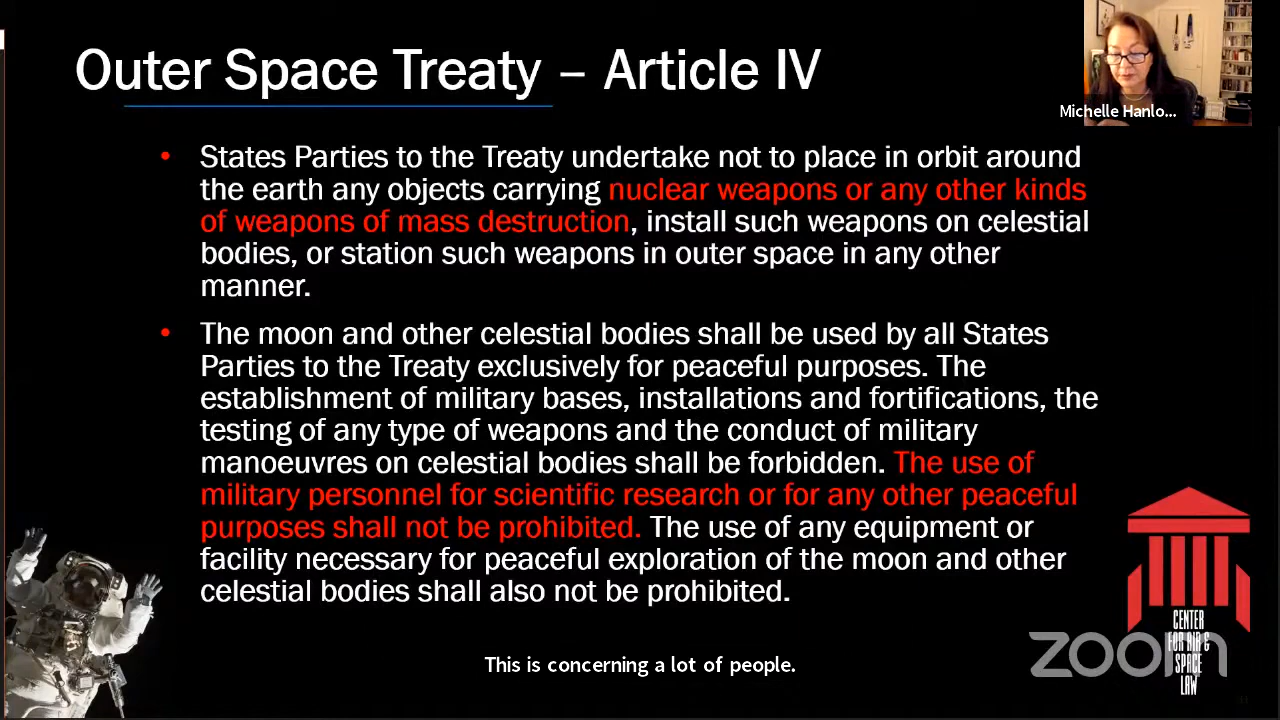 Outer Space Treaty – Article IV
Michelle Hanlo...
• States Parties to the Treaty undertake not to place in orbit around
the earth any objects carrying nuclear weapons or any other kinds
of weapons of mass destruction, install such weapons on celestial
bodies, or station such weapons in outer space in any other
manner.
• The moon and other celestial bodies shall be used by all States
Parties to the Treaty exclusively for peaceful purposes. The
establishment of military bases, installations and fortifications, the
testing of any type of weapons and the conduct of military
manoeuvres on celestial bodies shall be forbidden. The use of
military personnel for scientific research or for any other peaceful
purposes shall not be prohibited. The use of any equipment or
facility necessary for peaceful exploration of the moon and other
celestial bodies shall also not be prohibited.
CENTER
FOR AIR &
SPACE
LAW
zoom
This is concerning a lot of people.